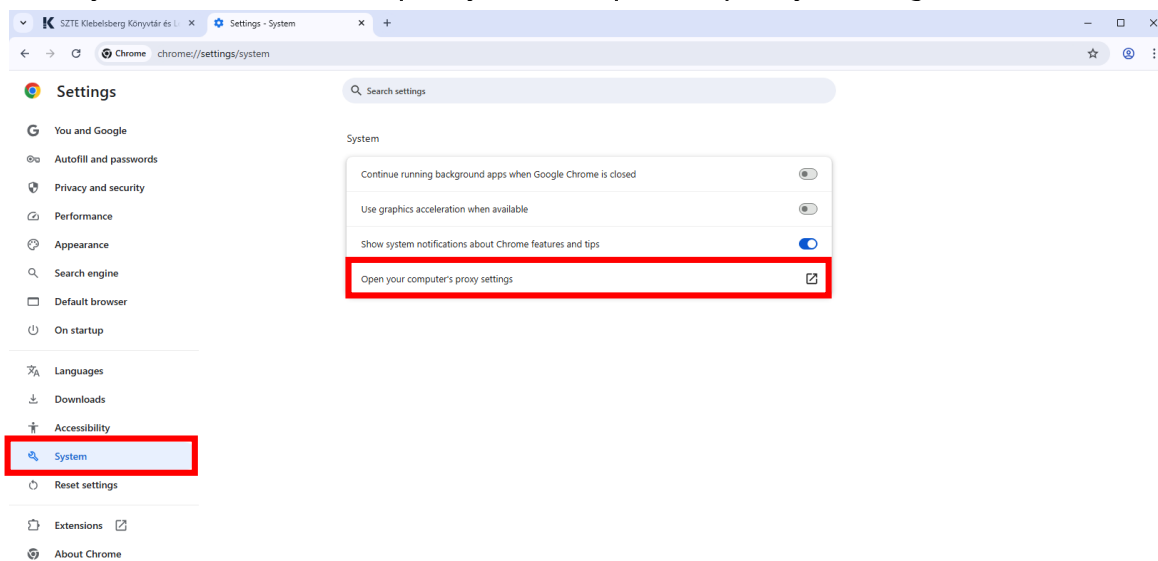 SZTE Klebelsberg Könyvtár és L
Settings - System
Chrome chrome://settings/system
Settings
Search settings
You and Google
Autofill and passwords
Privacy and security
Performance
Appearance
Search engine
Default browser
On startup
Languages
Downloads
Accessibility
System
Reset settings
Extensions
About Chrome
System
Continue running background apps when Google Chrome is closed
Use graphics acceleration when available
Show system notifications about Chrome features and tips
Open your computer's proxy settings